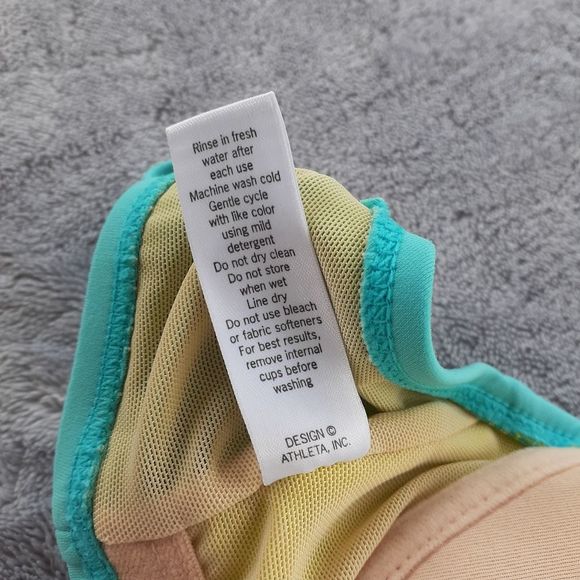 Rinse in fresh
water after
each use
Machine wash cold
Gentle cycle
with like color
using mild
detergent
Do not dry clean
Do not store
when wet
Line dry
Do not use bleach
or fabric softeners
For best results,
remove internal
cups before
washing
DESIGN ©
ATHLETA, INC.